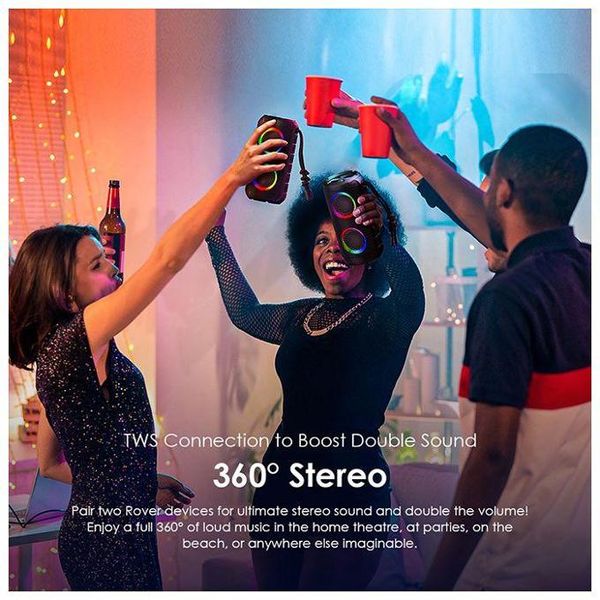 TWS Connection to Boost Double Sound
360° Stereo
Pair two Rover devices for ultimate stereo sound and double the volume!
Enjoy a full 360° of loud music in the home theatre, at parties, on the
beach, or anywhere else imaginable.